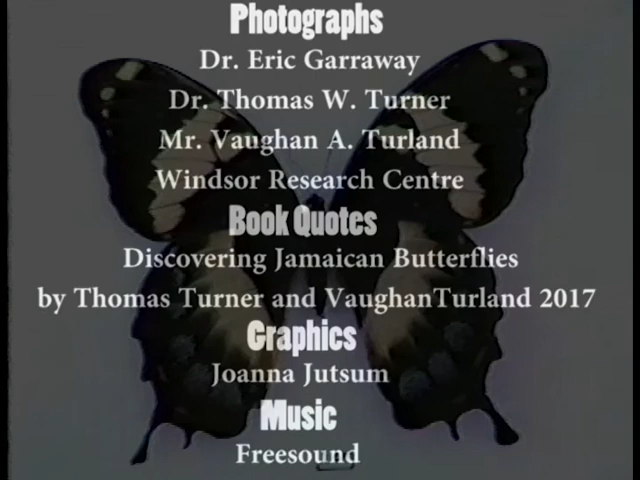 Photographs
Dr. Eric Garraway
Dr. Thomas W. Turner
Mr. Vaughan A. Turland
Windsor Research Centre
Book Quotes
Discovering Jamaican Butterflies
by Thomas Turner and VaughanTurland 2017
Graphics
Joanna Jutsum
Music
Freesound